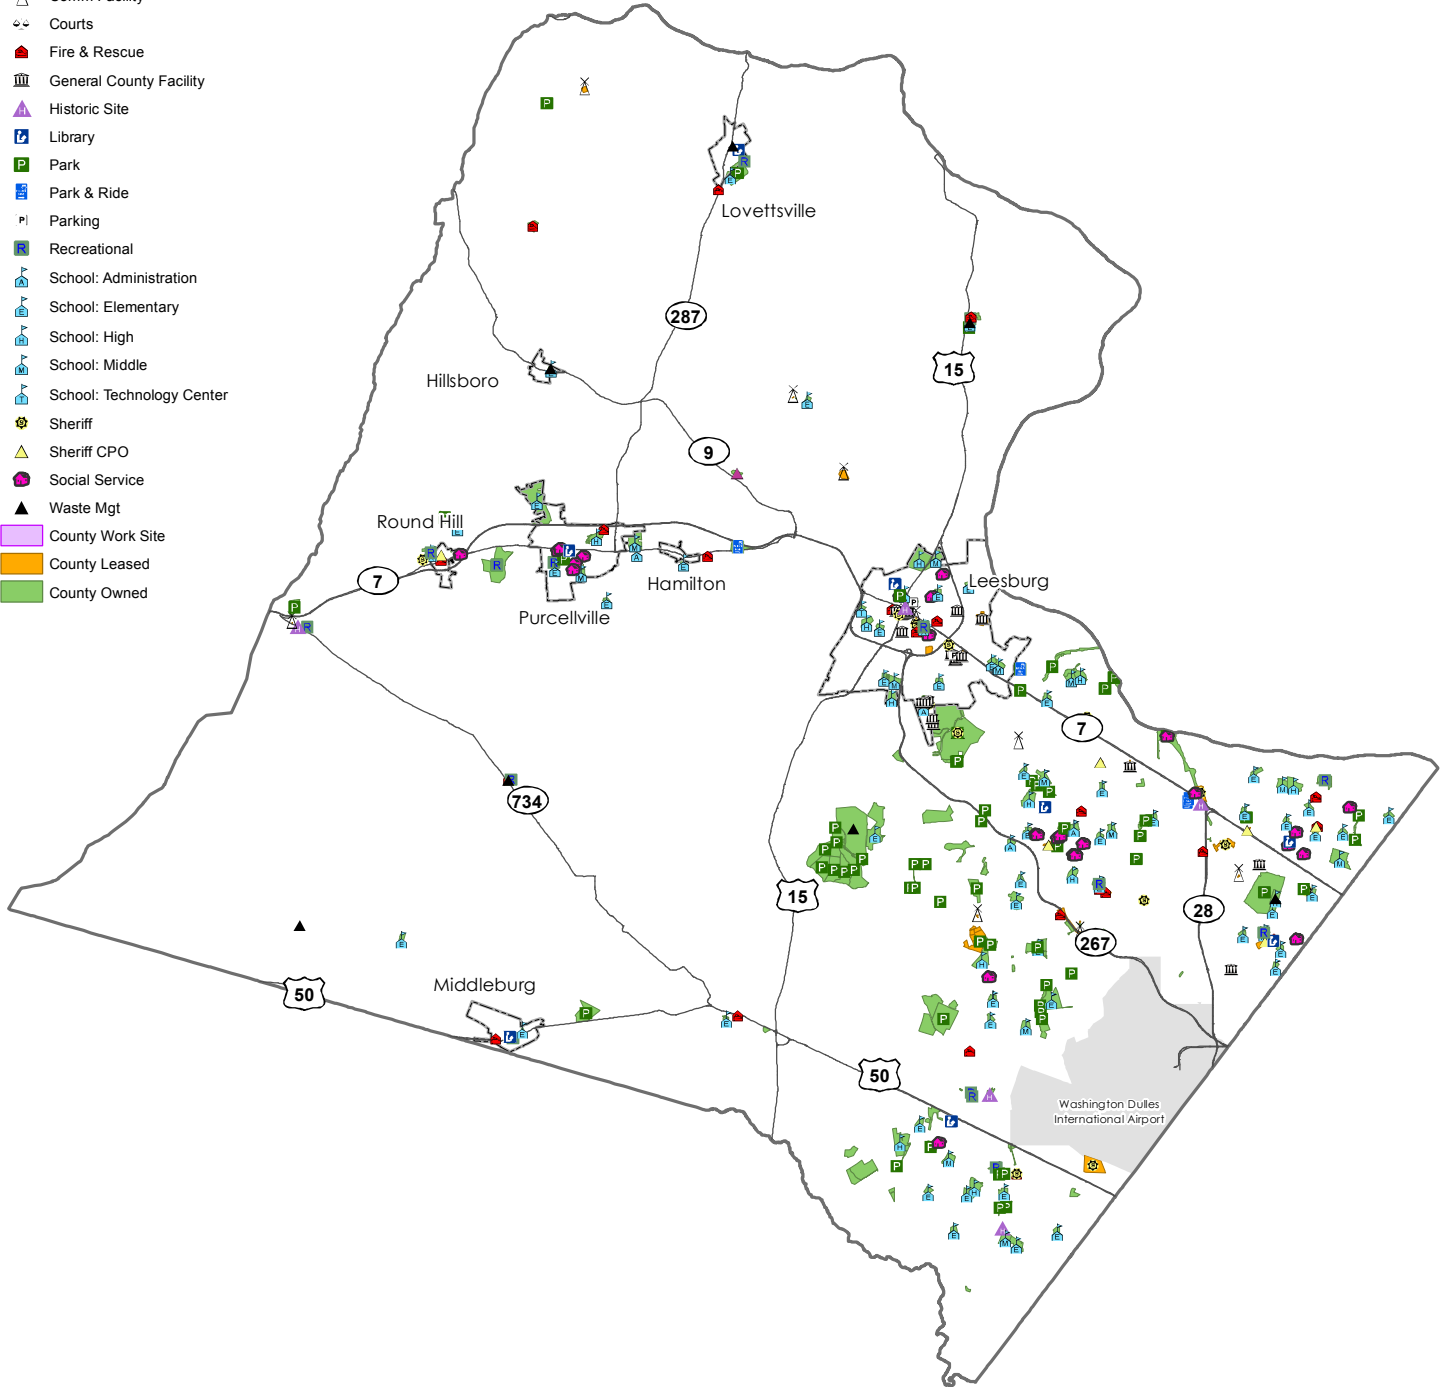 Comm Facility
Courts
Fire & Rescue
General County Facility
Historic Site
Library
Park
Park & Ride
Parking
Recreational
School: Administration
School: Elementary
School: High
School: Middle
School: Technology Center
Sheriff
Sheriff CPO
Social Service
Waste Mgt
County Work Site
County Leased
County Owned
Lovettsville
287
15
Hillsboro
9
Round Hill
7
Hamilton
Purcellville
Leesburg
7
734
15
28
267
50
Middleburg
50
Washington Dulles
International Airport